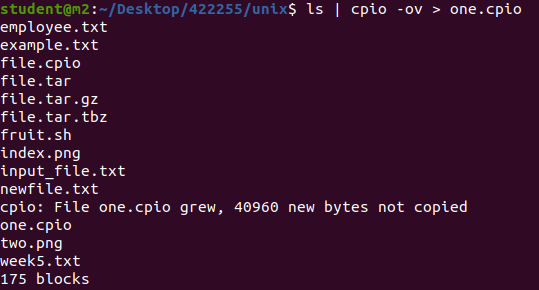 student@m2:~/Desktop/422255/unix$ ls | cpio -ov > one.cpio
employee.txt
example.txt
file.cpio
file.tar
file.tar.gz
file.tar.tbz
fruit.sh
index.png
input_file.txt
newfile.txt
cpio: File one.cpio grew, 40960 new bytes not copied
one.cpio
two.png
week5.txt
175 blocks